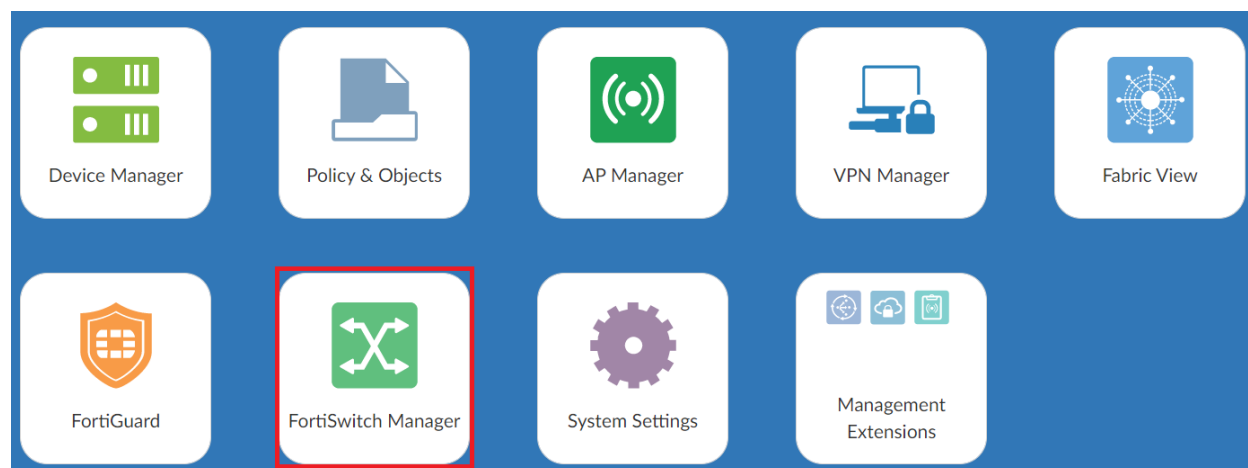 Device Manager
Policy & Objects
AP Manager
VPN Manager
Fabric View
FortiGuard
FortiSwitch Manager
System Settings
Management
Extensions